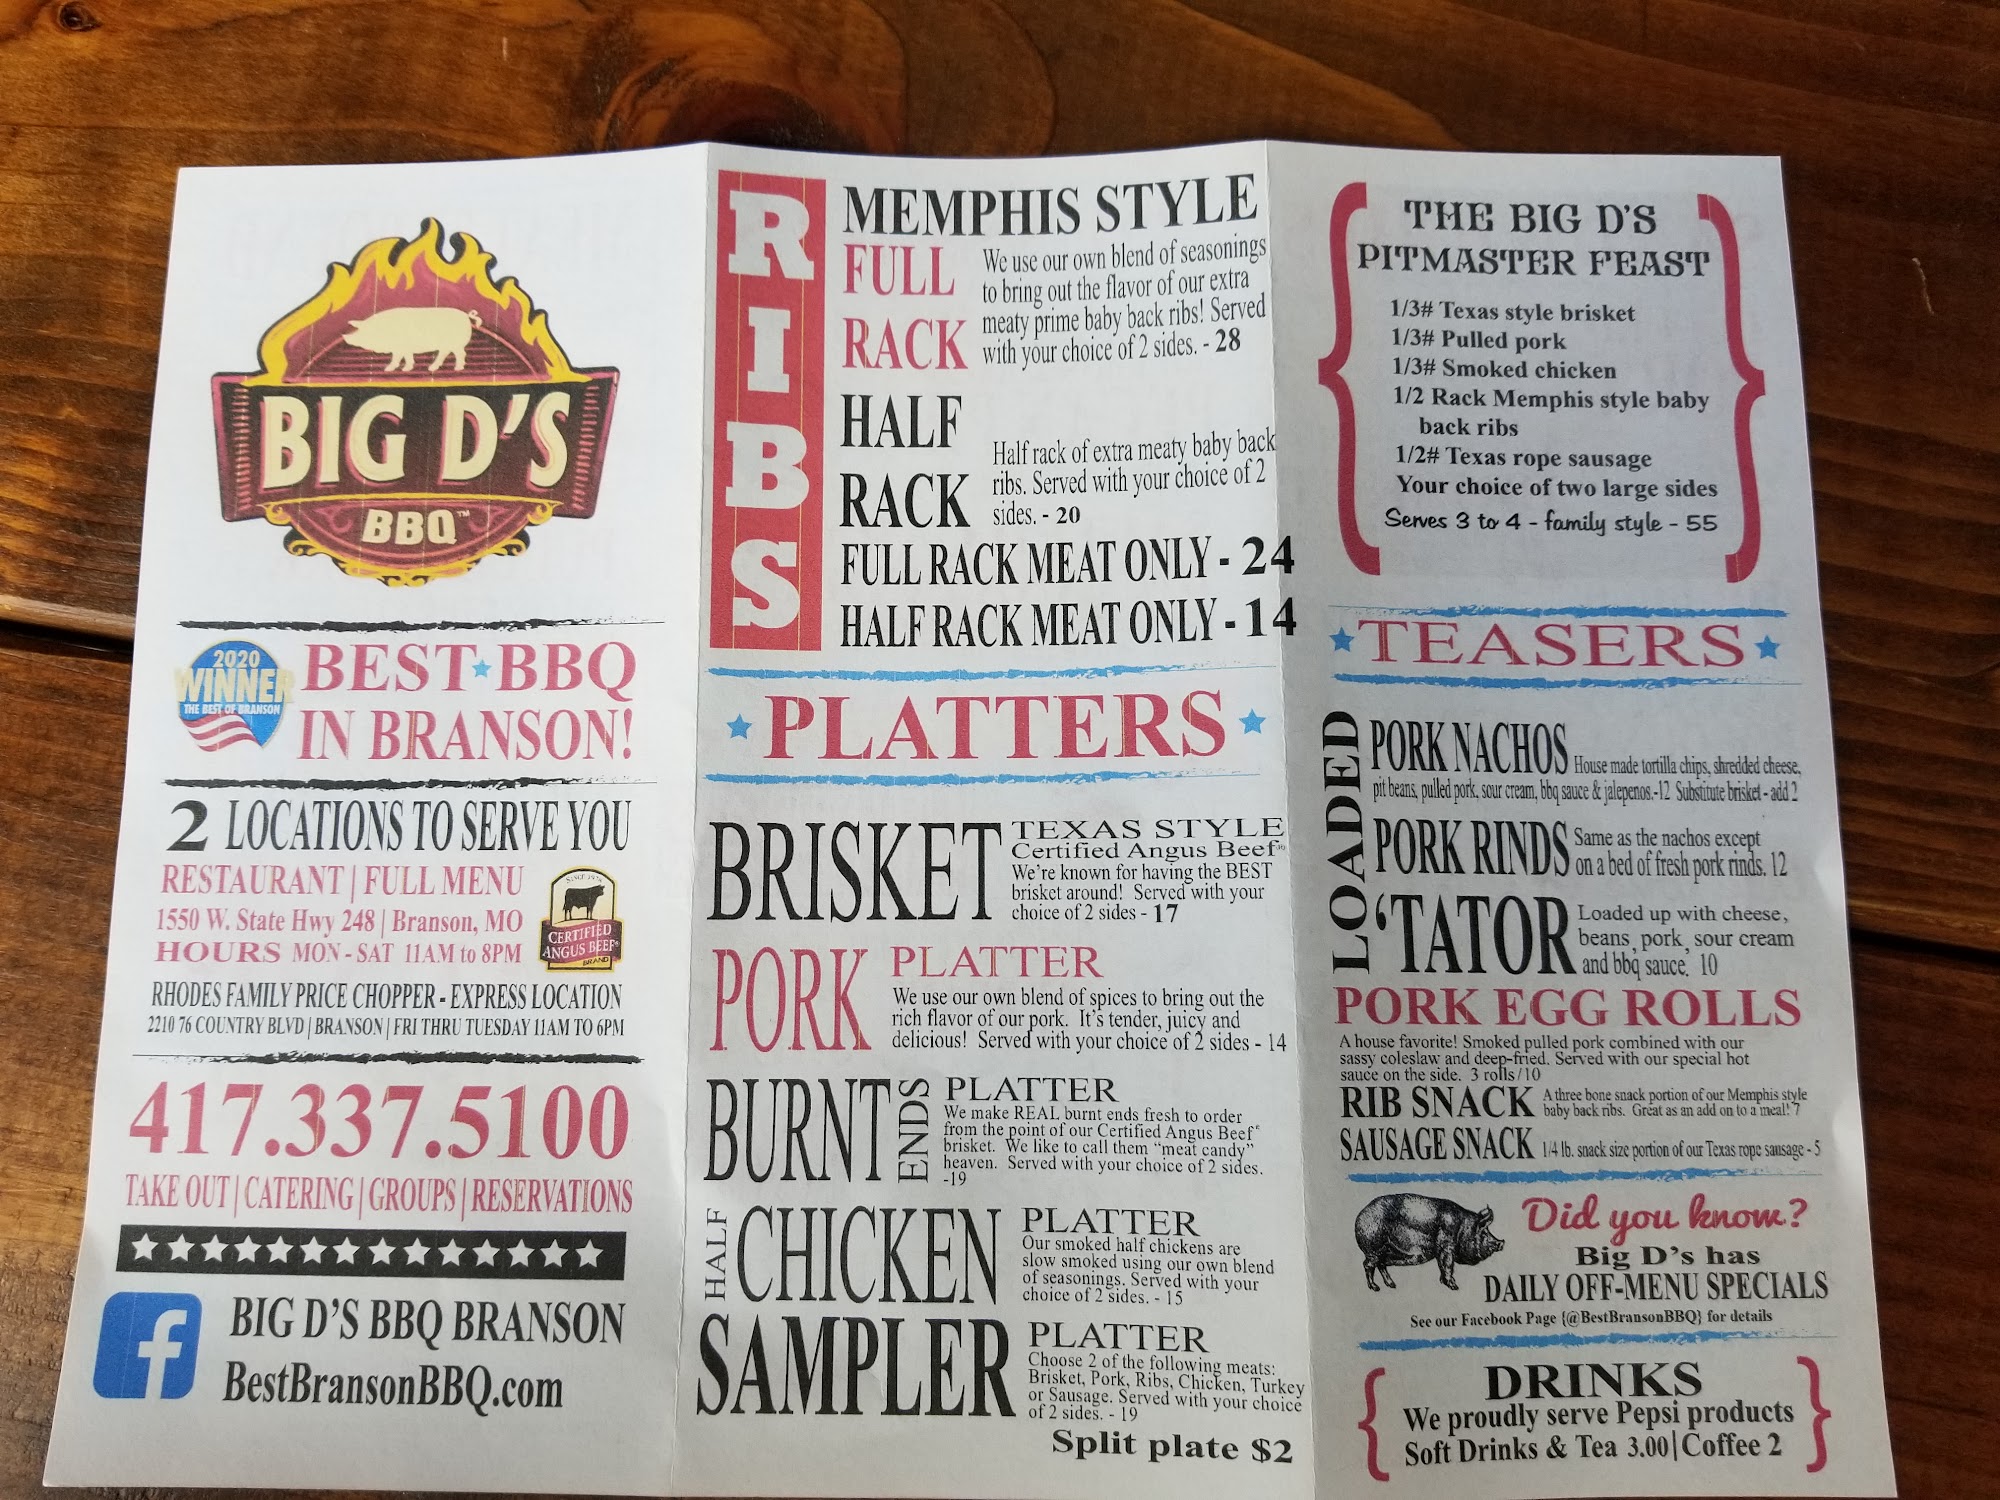 BIG D'S
BBQ™
2020
WINNER
THE BEST OF BRANSON
BEST BBQ
IN BRANSON!
2 LOCATIONS TO SERVE YOU
RESTAURANT | FULL MENU
1550 W. State Hwy 248 | Branson, MO
HOURS MON - SAT 11AM to 8PM
SINCE 1978
CERTIFIED
ANGUS BEEF®
BRAND
RHODES FAMILY PRICE CHOPPER - EXPRESS LOCATION
2210 76 COUNTRY BLVD | BRANSON | FRI THRU TUESDAY 11AM TO 6PM
417.337.5100
TAKE OUT | CATERING | GROUPS | RESERVATIONS
f
BIG D'S BBQ BRANSON
BestBransonBBQ.com
RIBS
MEMPHIS STYLE
FULL
RACK
We use our own blend of seasonings
to bring out the flavor of our extra
meaty prime baby back ribs! Served
with your choice of 2 sides. - 28
HALF
RACK
Half rack of extra meaty baby back
ribs. Served with your choice of 2
sides. - 20
FULL RACK MEAT ONLY - 24
HALF RACK MEAT ONLY - 14
PLATTERS
BRISKET
TEXAS STYLE
Certified Angus Beef®
We're known for having the BEST
brisket around! Served with your
choice of 2 sides - 17
PORK
PLATTER
We use our own blend of spices to bring out the
rich flavor of our pork. It's tender, juicy and
delicious! Served with your choice of 2 sides - 14
BURNT
ENDS
PLATTER
We make REAL burnt ends fresh to order
from the point of our Certified Angus Beef®
brisket. We like to call them "meat candy"
heaven. Served with your choice of 2 sides.
-19
HALF
CHICKEN
PLATTER
Our smoked half chickens are
slow smoked using our own blend
of seasonings. Served with your
choice of 2 sides. - 15
SAMPLER
PLATTER
Choose 2 of the following meats:
Brisket, Pork, Ribs, Chicken, Turkey
or Sausage. Served with your choice
of 2 sides. - 19
Split plate $2
THE BIG D'S
PITMASTER FEAST
1/3# Texas style brisket
1/3# Pulled pork
1/3# Smoked chicken
1/2 Rack Memphis style baby
back ribs
1/2# Texas rope sausage
Your choice of two large sides
Serves 3 to 4 - family style - 55
TEASERS
LOADED
PORK NACHOS
House made tortilla chips, shredded cheese,
pit beans, pulled pork, sour cream, bbq sauce & jalepenos.-12 Substitute brisket - add 2
PORK RINDS
Same as the nachos except
on a bed of fresh pork rinds. 12
'TATOR
Loaded up with cheese,
beans, pork, sour cream
and bbq sauce. 10
PORK EGG ROLLS
A house favorite! Smoked pulled pork combined with our
sassy coleslaw and deep-fried. Served with our special hot
sauce on the side. 3 rolls/10
RIB SNACK
A three bone snack portion of our Memphis style
baby back ribs. Great as an add on to a meal! 7
SAUSAGE SNACK 1/4 lb. snack size portion of our Texas rope sausage - 5
Did you know?
Big D's has
DAILY OFF-MENU SPECIALS
See our Facebook Page {@BestBransonBBQ} for details
DRINKS
We proudly serve Pepsi products
Soft Drinks & Tea 3.00 | Coffee 2